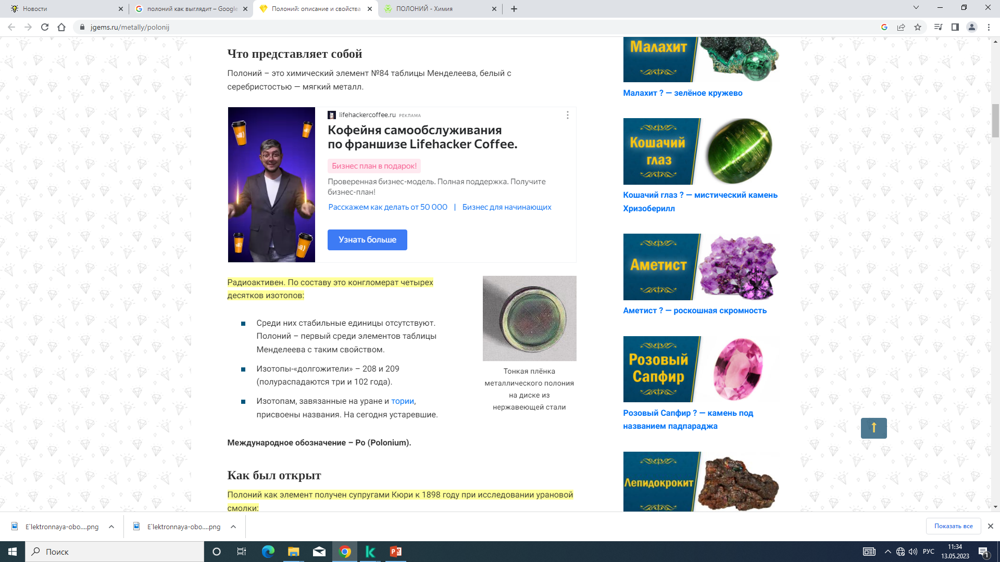 Новости
полоний как выглядит – Google
Полоний: описание и свойства
ПОЛОНИЙ - Химия
jgems.ru/metally/polonij
Что представляет собой
Полоний – это химический элемент №84 таблицы Менделеева, белый с
серебристостью — мягкий металл.
lifehackercoffee.ru РЕКЛАМА
Кофейня самообслуживания
по франшизе Lifehacker Coffee.
Бизнес план в подарок!
Проверенная бизнес-модель. Полная поддержка. Получите
бизнес-план!
Расскажем как делать от 50 000 | Бизнес для начинающих
Узнать больше
Радиоактивен. По составу это конгломерат четырех
десятков изотопов:
Среди них стабильные единицы отсутствуют.
Полоний – первый среди элементов таблицы
Менделеева с таким свойством.
Изотопы-«долгожители» – 208 и 209
(полураспадаются три и 102 года).
Изотопам, завязанные на уране и тории,
присвоены названия. На сегодня устаревшие.
Тонкая плёнка
металлического полония
на диске из
нержавеющей стали
Международное обозначение – Po (Polonium).
Как был открыт
Полоний как элемент получен супругами Кюри к 1898 году при исследовании урановой
смолки:
Малахит
Малахит ? — зелёное кружево
Кошачий
глаз
Кошачий глаз ? — мистический камень
Хризоберилл
Аметист
Аметист ? — роскошная скромность
Розовый
Сапфир
Розовый Сапфир ? — камень под
названием падпараджа
Лепидокрокит
E`lektronnaya-obo....png
E`lektronnaya-obo....png
Показать все
Поиск
РУС
11:34
13.05.2023
1